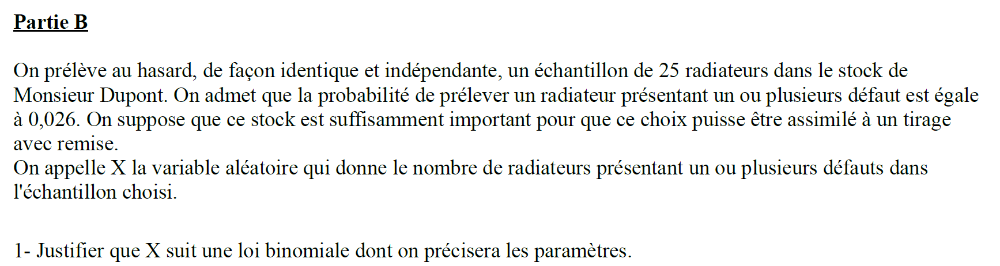 Partie B
On prélève au hasard, de façon identique et indépendante, un échantillon de 25 radiateurs dans le stock de
Monsieur Dupont. On admet que la probabilité de prélever un radiateur présentant un ou plusieurs défaut est égale
à 0,026. On suppose que ce stock est suffisamment important pour que ce choix puisse être assimilé à un tirage
avec remise.
On appelle X la variable aléatoire qui donne le nombre de radiateurs présentant un ou plusieurs défauts dans
l'échantillon choisi.
1- Justifier que X suit une loi binomiale dont on précisera les paramètres.